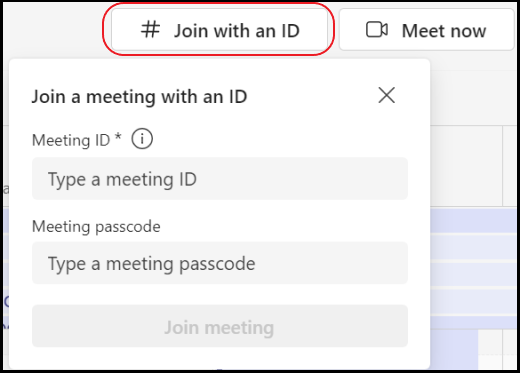 # Join with an ID
Meet now
Join a meeting with an ID
Meeting ID *
Type a meeting ID
Meeting passcode
Type a meeting passcode
Join meeting